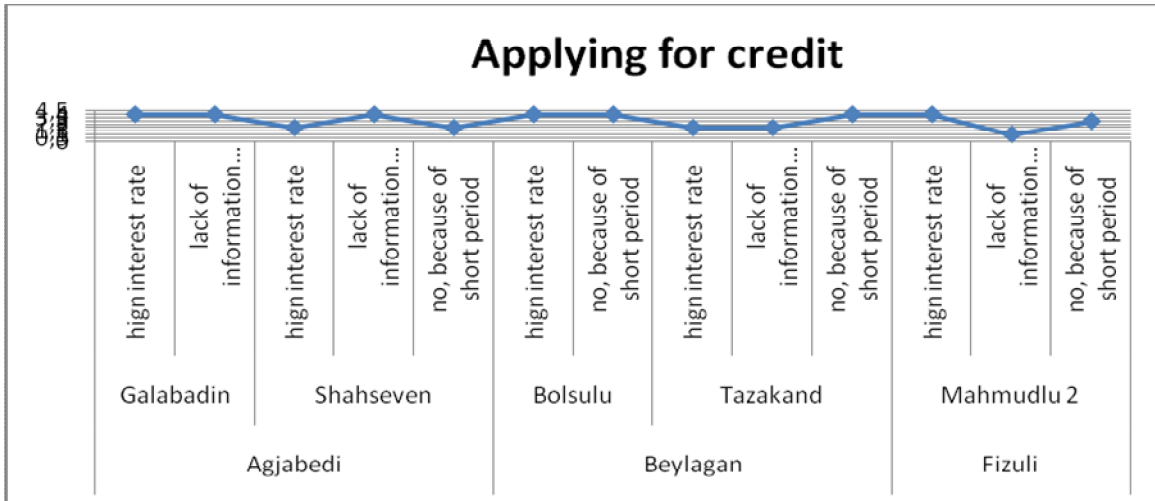 Applying for credit
4,5
hign interest rate
lack of
information...
hign interest rate
lack of
information...
no, because of
short period
hign interest rate
no, because of
short period
hign interest rate
lack of
information...
no, because of
short period
hign interest rate
lack of
information...
no, because of
short period
Galabadin
Shahseven
Bolsulu
Tazakand
Mahmudlu 2
Agjabedi
Beylagan
Fizuli